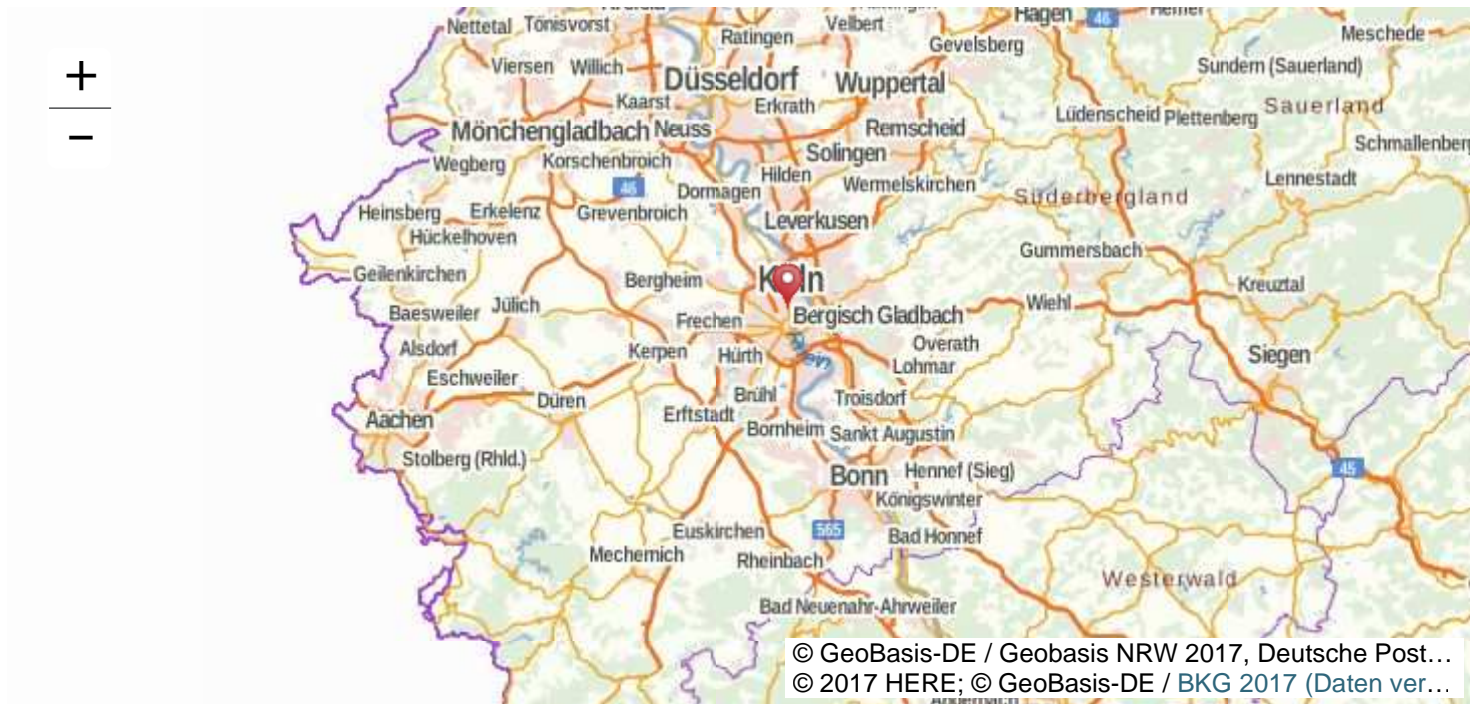 Hagen
46
Nettetal
Tönisvorst
Ratingen
Velbert
Gevelsberg
Meschede
Viersen
Willich
Düsseldorf
Wuppertal
Sundern (Sauerland)
Kaarst
Erkrath
Lüdenscheid
Plettenberg
Sauerland
Mönchengladbach
Neuss
Remscheid
Solingen
Schmallenberg
Wegberg
Korschenbroich
Hilden
46
Dormagen
Wermelskirchen
Lennestadt
Süderbergland
Heinsberg
Erkelenz
Grevenbroich
Leverkusen
Hückelhoven
Gummersbach
Geilenkirchen
Bergheim
Kreuztal
Baesweiler
Jülich
Frechen
Bergisch Gladbach
Wiehl
Alsdorf
Kerpen
Hürth
Overath
Siegen
Lohmar
Eschweiler
Düren
Brühl
Troisdorf
Aachen
Erftstadt
Bornheim
Sankt Augustin
Stolberg (Rhld.)
Bonn
Hennef (Sieg)
45
Königswinter
Euskirchen
565
Bad Honnef
Mechernich
Rheinbach
Westerwald
Bad Neuenahr-Ahrweiler
© GeoBasis-DE / Geobasis NRW 2017, Deutsche Post…
© 2017 HERE; © GeoBasis-DE / BKG 2017 (Daten ver…